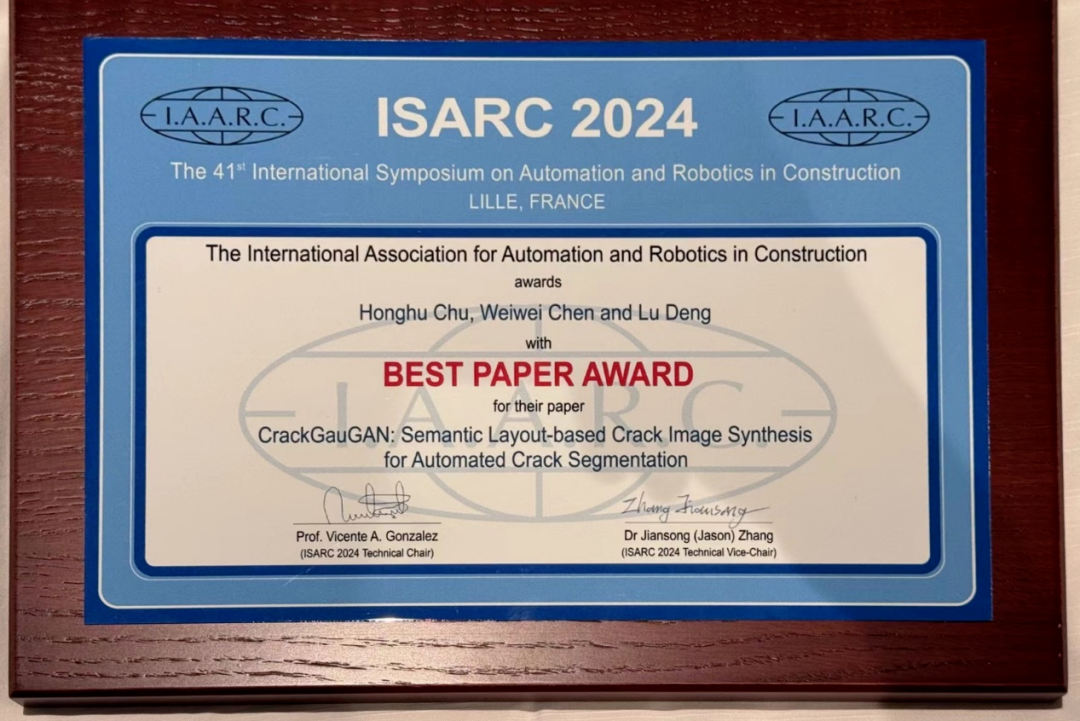 I.A.A.R.C.
ISARC 2024
I.A.A.R.C.
The 41st International Symposium on Automation and Robotics in Construction
LILLE, FRANCE
The International Association for Automation and Robotics in Construction
awards
Honghu Chu, Weiwei Chen and Lu Deng
with
BEST PAPER AWARD
for their paper
I.A.A.R.C.
CrackGauGAN: Semantic Layout-based Crack Image Synthesis
for Automated Crack Segmentation
Zhang Jiansong
Prof. Vicente A. Gonzalez
(ISARC 2024 Technical Chair)
Dr Jiansong (Jason) Zhang
(ISARC 2024 Technical Vice-Chair)